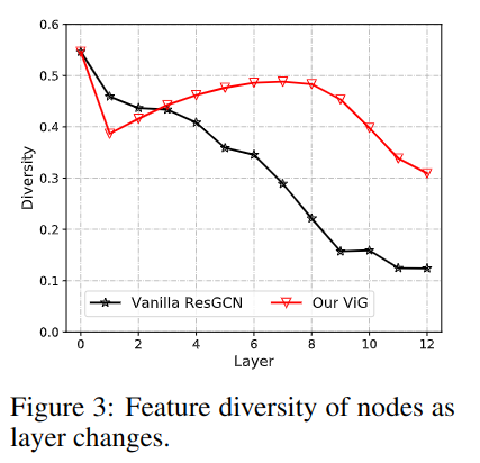 0.6
0.5
0.4
0.3
0.2
0.1
0.0
Diversity
Vanilla ResGCN
Our ViG
0 2 4 6 8 10 12
Layer
Figure 3: Feature diversity of nodes as
layer changes.